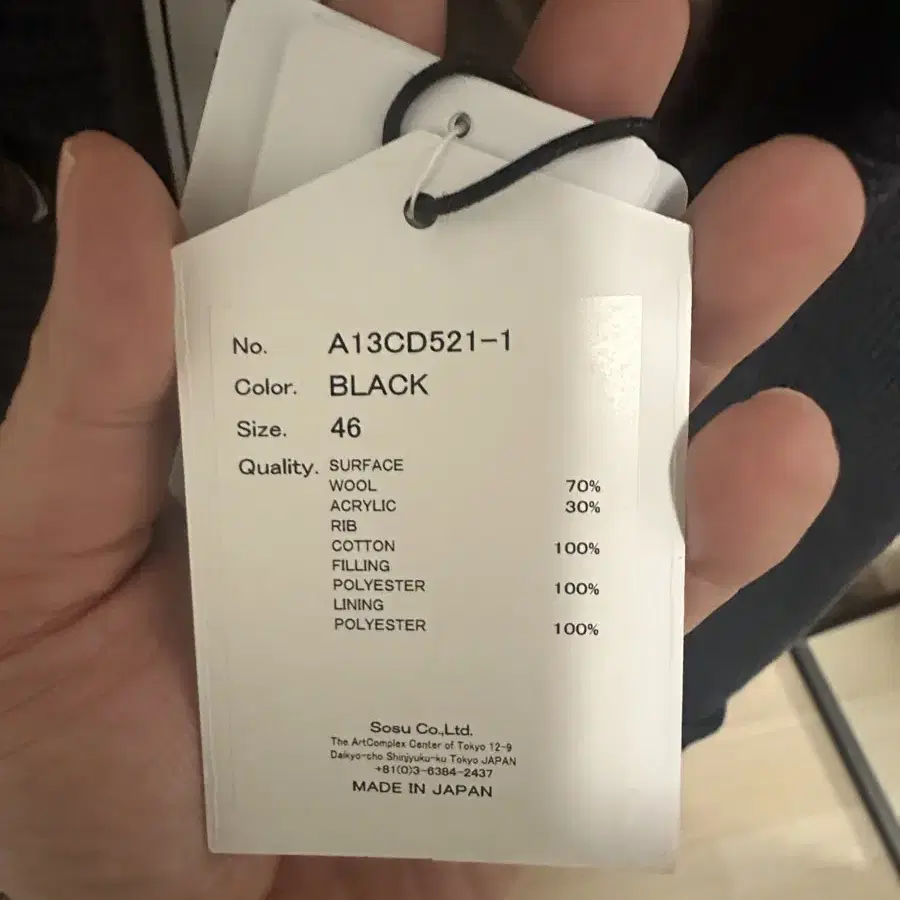 No. A13CD521-1
Color. BLACK
Size. 46
Quality. SURFACE
WOOL 70%
ACRYLIC 30%
RIB
COTTON 100%
FILLING
POLYESTER 100%
LINING
POLYESTER 100%
Sosu Co.,Ltd.
The ArtComplex Center of Tokyo 12-9
Daikyo-cho Shinjyuku-ku Tokyo JAPAN
+81(0)3-6384-2437
MADE IN JAPAN